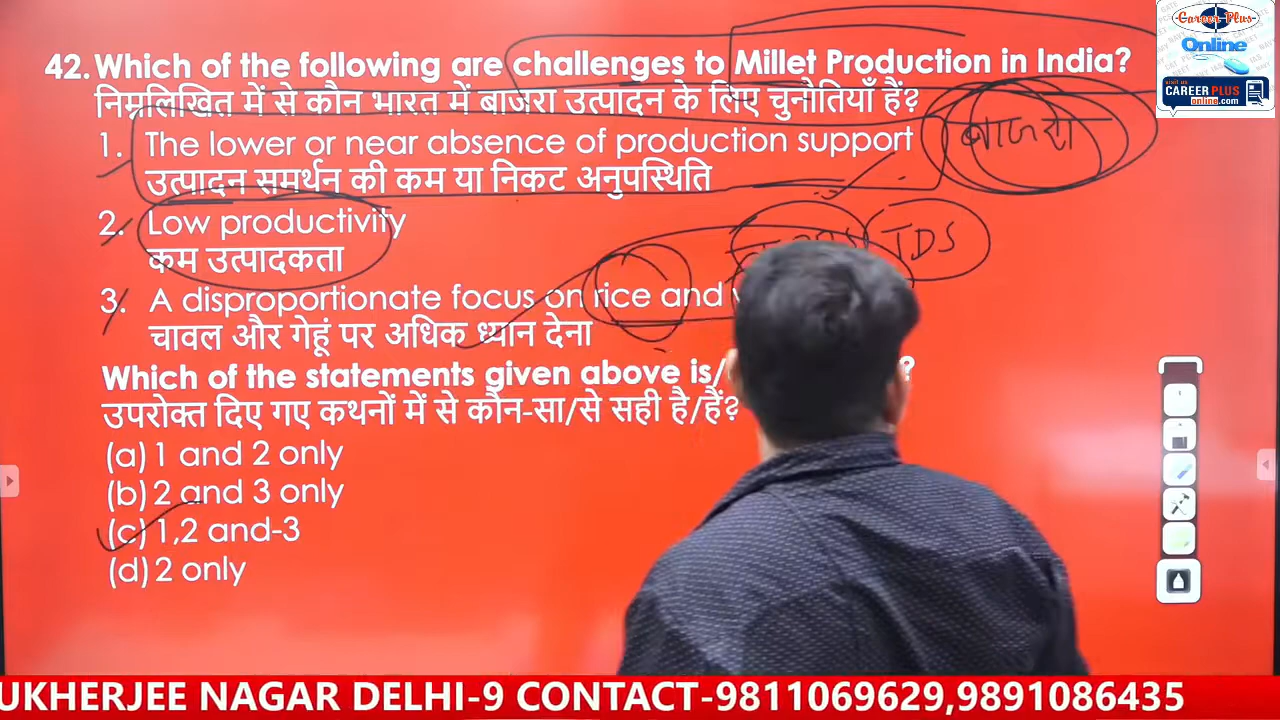 Career Plus
Online
visit us
CAREER PLUS
online.com
42. Which of the following are challenges to Millet Production in India?
निम्नलिखित में से कौन भारत में बाजरा उत्पादन के लिए चुनौतियाँ हैं?
बाजरा
1. The lower or near absence of production support
उत्पादन समर्थन की कम या निकट अनुपस्थिति
2. Low productivity
कम उत्पादकता
TDS
3. A disproportionate focus on rice and
चावल और गेहूं पर अधिक ध्यान देना
Which of the statements given above is/ ?
उपरोक्त दिए गए कथनों में से कौन-सा/से सही है/हैं?
(a) 1 and 2 only
(b) 2 and 3 only
(c) 1,2 and-3
(d) 2 only
UKHERJEE NAGAR DELHI-9 CONTACT-9811069629,9891086435